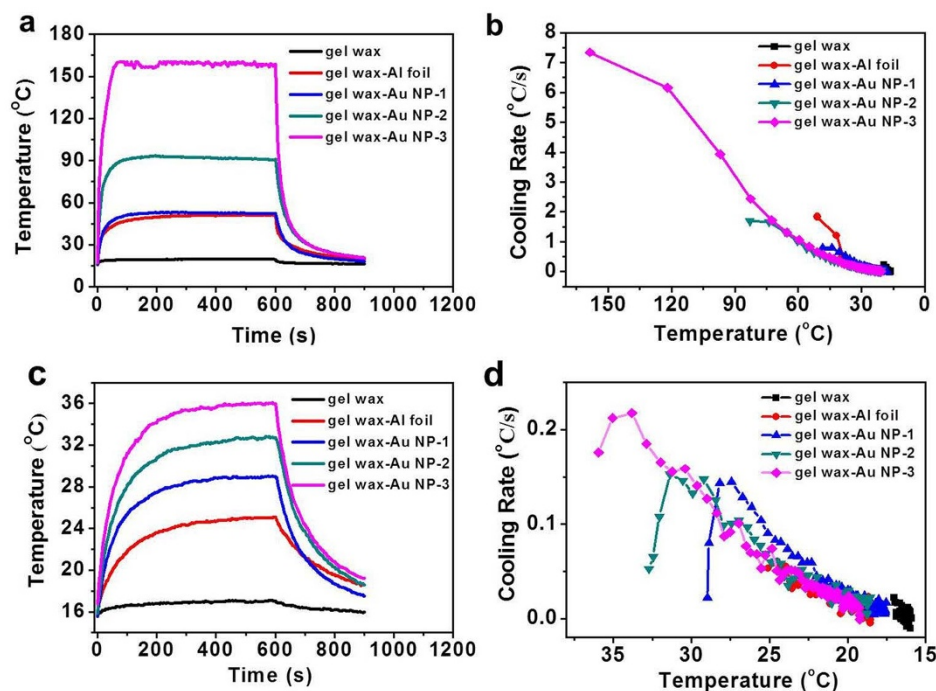 a
Temperature (°C)
180
150
120
90
60
30
0
0 200 400 600 800 1000 1200
Time (s)
gel wax
gel wax-Al foil
gel wax-Au NP-1
gel wax-Au NP-2
gel wax-Au NP-3
b
Cooling Rate (°C/s)
8
7
6
5
4
3
2
1
0
159 136 113 90 60 30 0
Temperature (°C)
gel wax
gel wax-Al foil
gel wax-Au NP-1
gel wax-Au NP-2
gel wax-Au NP-3
c
Temperature (°C)
36
32
28
24
20
16
0 200 400 600 800 1000 1200
Time (s)
gel wax
gel wax-Al foil
gel wax-Au NP-1
gel wax-Au NP-2
gel wax-Au NP-3
d
Cooling Rate (°C/s)
0.2
0.1
0.0
35 30 25 20 15
Temperature (°C)
gel wax
gel wax-Al foil
gel wax-Au NP-1
gel wax-Au NP-2
gel wax-Au NP-3